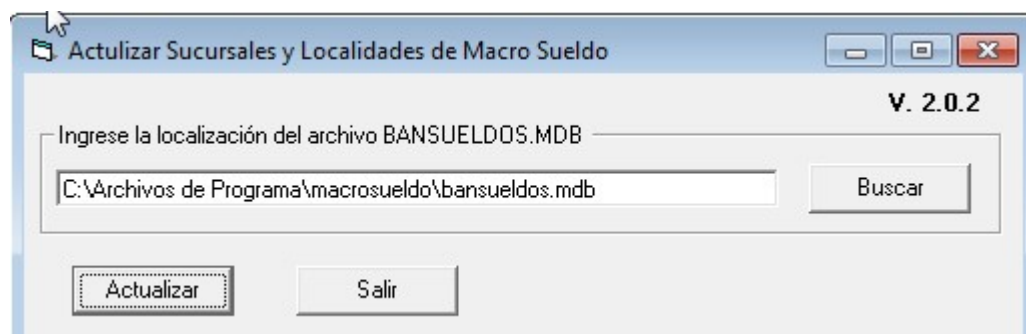 Actulizar Sucursales y Localidades de Macro Sueldo
V. 2.0.2
Ingrese la localización del archivo BANSUELDOS.MDB
C:\Archivos de Programa\macrosueldo\bansueldos.mdb
Buscar
Actualizar Salir